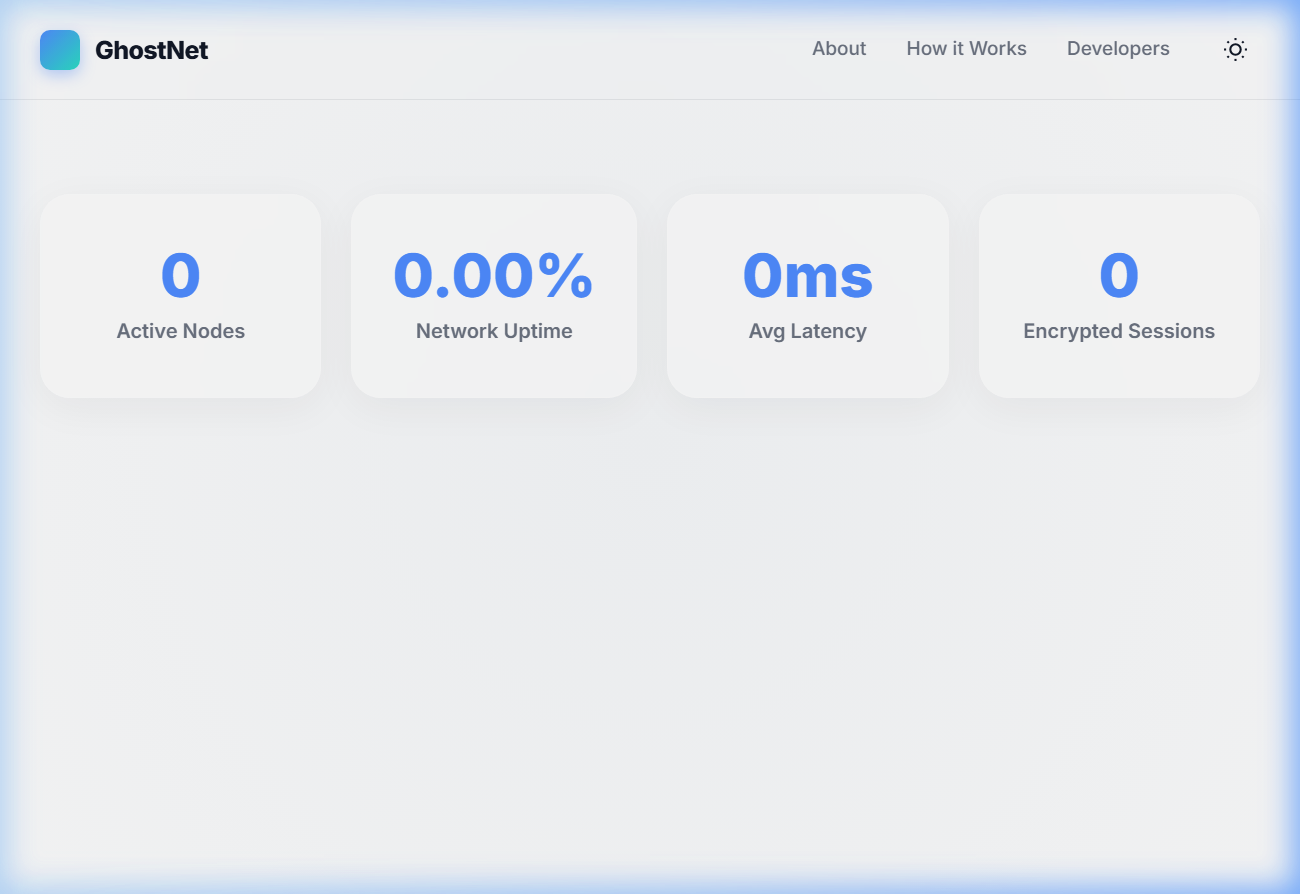 GhostNet
About How it Works Developers
0 0.00% 0ms 0
Active Nodes Network Uptime Avg Latency Encrypted Sessions